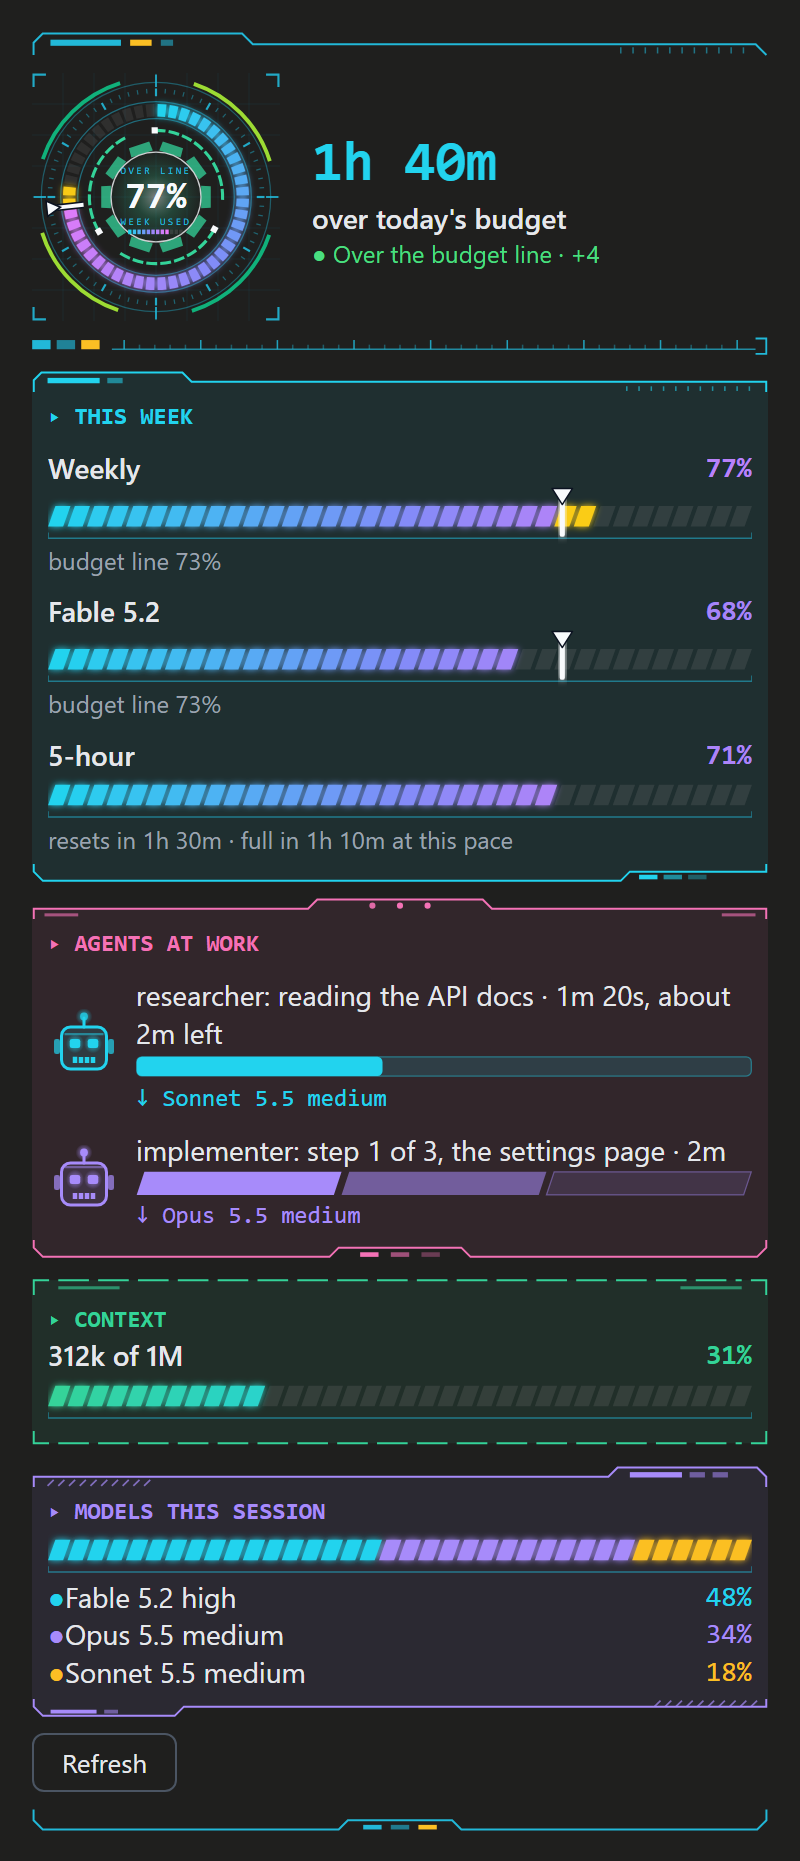 OVER LINE
77%
WEEK USED
1h 40m
over today's budget
Over the budget line · +4
THIS WEEK
Weekly 77%
budget line 73%
Fable 5.2 68%
budget line 73%
5-hour 71%
resets in 1h 30m · full in 1h 10m at this pace
AGENTS AT WORK
researcher: reading the API docs · 1m 20s, about
2m left
↓ Sonnet 5.5 medium
implementer: step 1 of 3, the settings page · 2m
↓ Opus 5.5 medium
CONTEXT
312k of 1M 31%
MODELS THIS SESSION
Fable 5.2 high 48%
Opus 5.5 medium 34%
Sonnet 5.5 medium 18%
Refresh